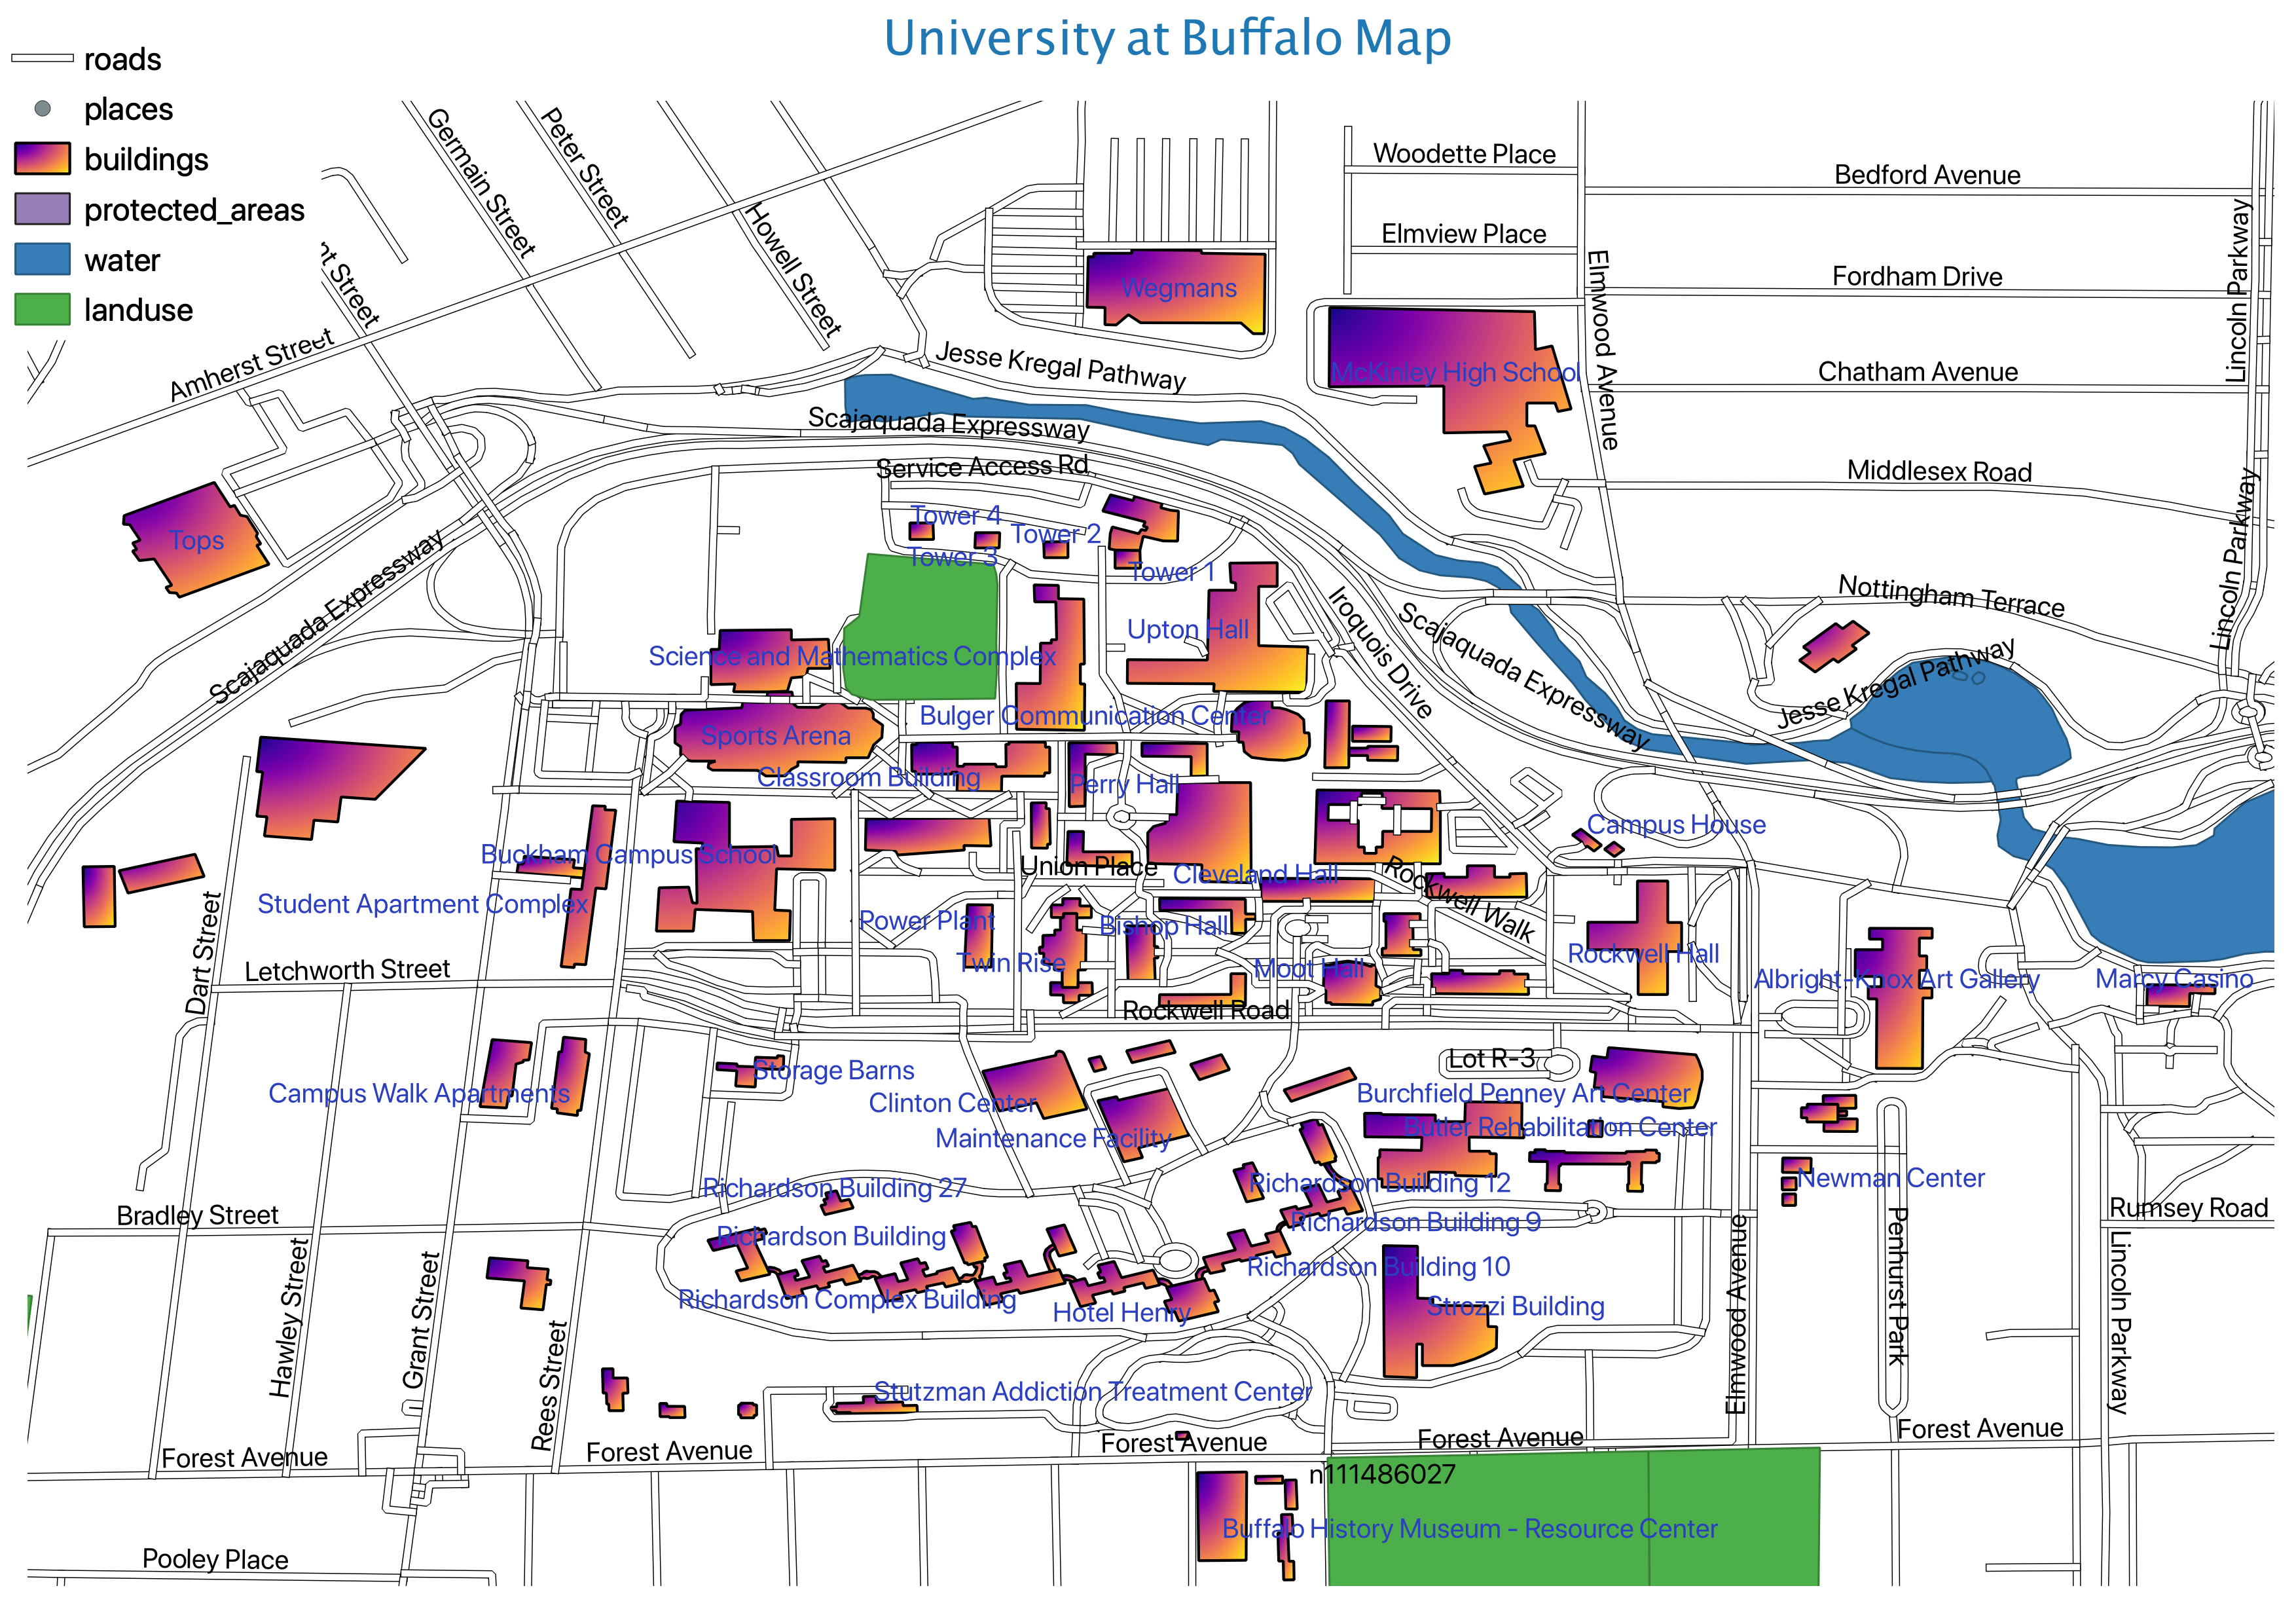 University at Buffalo Map
roads
places
buildings
protected_areas
water
landuse
Germain Street
Peter Street
Howell Street
Woodette Place
Bedford Avenue
Elmview Place
Fordham Drive
Lincoln Parkway
Elmwood Avenue
Wegmans
nt Street
Amherst Street
Jesse Kregal Pathway
McKinley High School
Chatham Avenue
Scajaquada Expressway
Service Access Rd
Middlesex Road
Lincoln Parkway
Tops
Tower 4
Tower 2
Tower 3
Tower 1
Scajaquada Expressway
Nottingham Terrace
Iroquois Drive
Scajaquada Expressway
Upton Hall
Science and Mathematics Complex
Jesse Kregal Pathway
Bulger Communication Center
Sports Arena
Classroom Building
Perry Hall
Campus House
Buckham Campus School
Union Place
Cleveland Hall
Rockwell Walk
Student Apartment Complex
Power Plant
Bishop Hall
Rockwell Hall
Dart Street
Letchworth Street
Twin Rise
Moot Hall
Albright-Knox Art Gallery
Marcy Casino
Rockwell Road
Lot R-3
Storage Barns
Campus Walk Apartments
Clinton Center
Burchfield Penney Art Center
Maintenance Facility
Butler Rehabilitation Center
Richardson Building 27
Richardson Building 12
Newman Center
Bradley Street
Rumsey Road
Richardson Building
Richardson Building 9
Richardson Building 10
Richardson Complex Building
Hotel Henry
Strozzi Building
Hawley Street
Grant Street
Rees Street
Elmwood Avenue
Penhurst Park
Lincoln Parkway
Stutzman Addiction Treatment Center
Forest Avenue
Forest Avenue
Forest Avenue
Forest Avenue
Forest Avenue
n111486027
Buffalo History Museum - Resource Center
Pooley Place